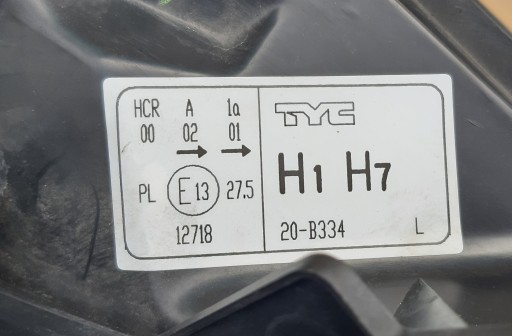 HCR A 1a
00 02 01
→ →
PL E13 27.5
12718
TYC
H1 H7
20-B334 L